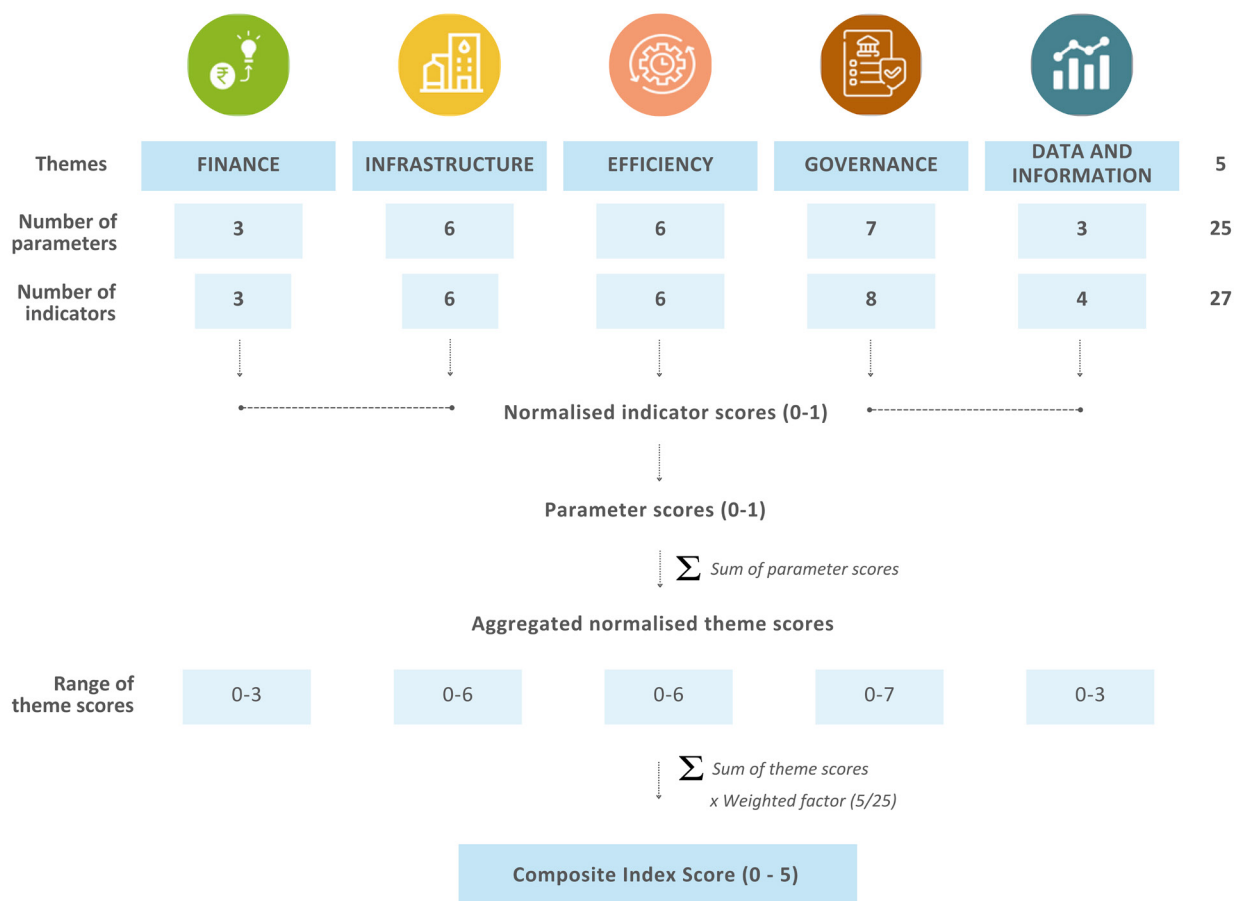 ₹
Themes
FINANCE
INFRASTRUCTURE
EFFICIENCY
GOVERNANCE
DATA AND
INFORMATION
5
Number of
parameters
3
6
6
7
3
25
Number of
indicators
3
6
6
8
4
27
Normalised indicator scores (0-1)
Parameter scores (0-1)
Σ Sum of parameter scores
Aggregated normalised theme scores
Range of
theme scores
0-3
0-6
0-6
0-7
0-3
Σ Sum of theme scores
x Weighted factor (5/25)
Composite Index Score (0 - 5)